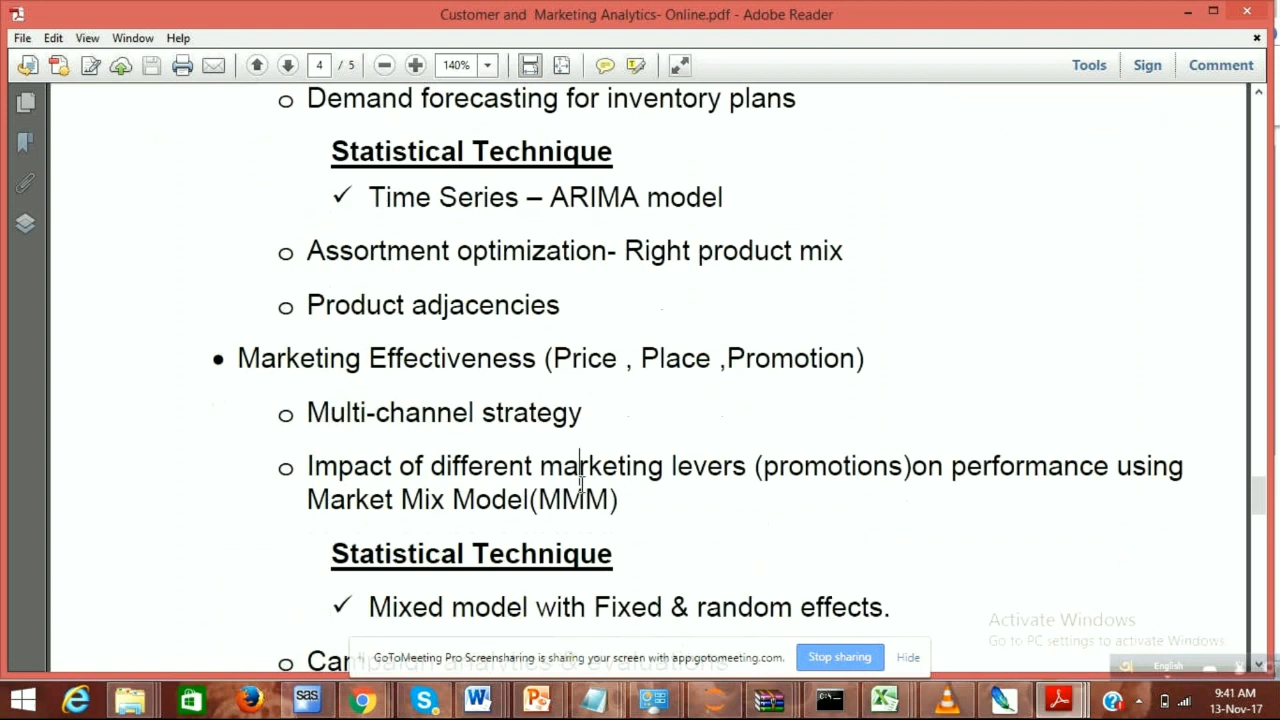 Customer and Marketing Analytics- Online.pdf - Adobe Reader
File Edit View Window Help
4 / 5 140% Tools Sign Comment
o Demand forecasting for inventory plans
Statistical Technique
✓ Time Series – ARIMA model
o Assortment optimization- Right product mix
o Product adjacencies
• Marketing Effectiveness (Price , Place ,Promotion)
o Multi-channel strategy
o Impact of different marketing levers (promotions)on performance using
Market Mix Model(MMM)
Statistical Technique
✓ Mixed model with Fixed & random effects.
Activate Windows
Go to PC settings to activate Windows.
GoToMeeting Pro Screensharing is sharing your screen with app.gotomeeting.com. Stop sharing Hide
English
sas
9:41 AM
13-Nov-17